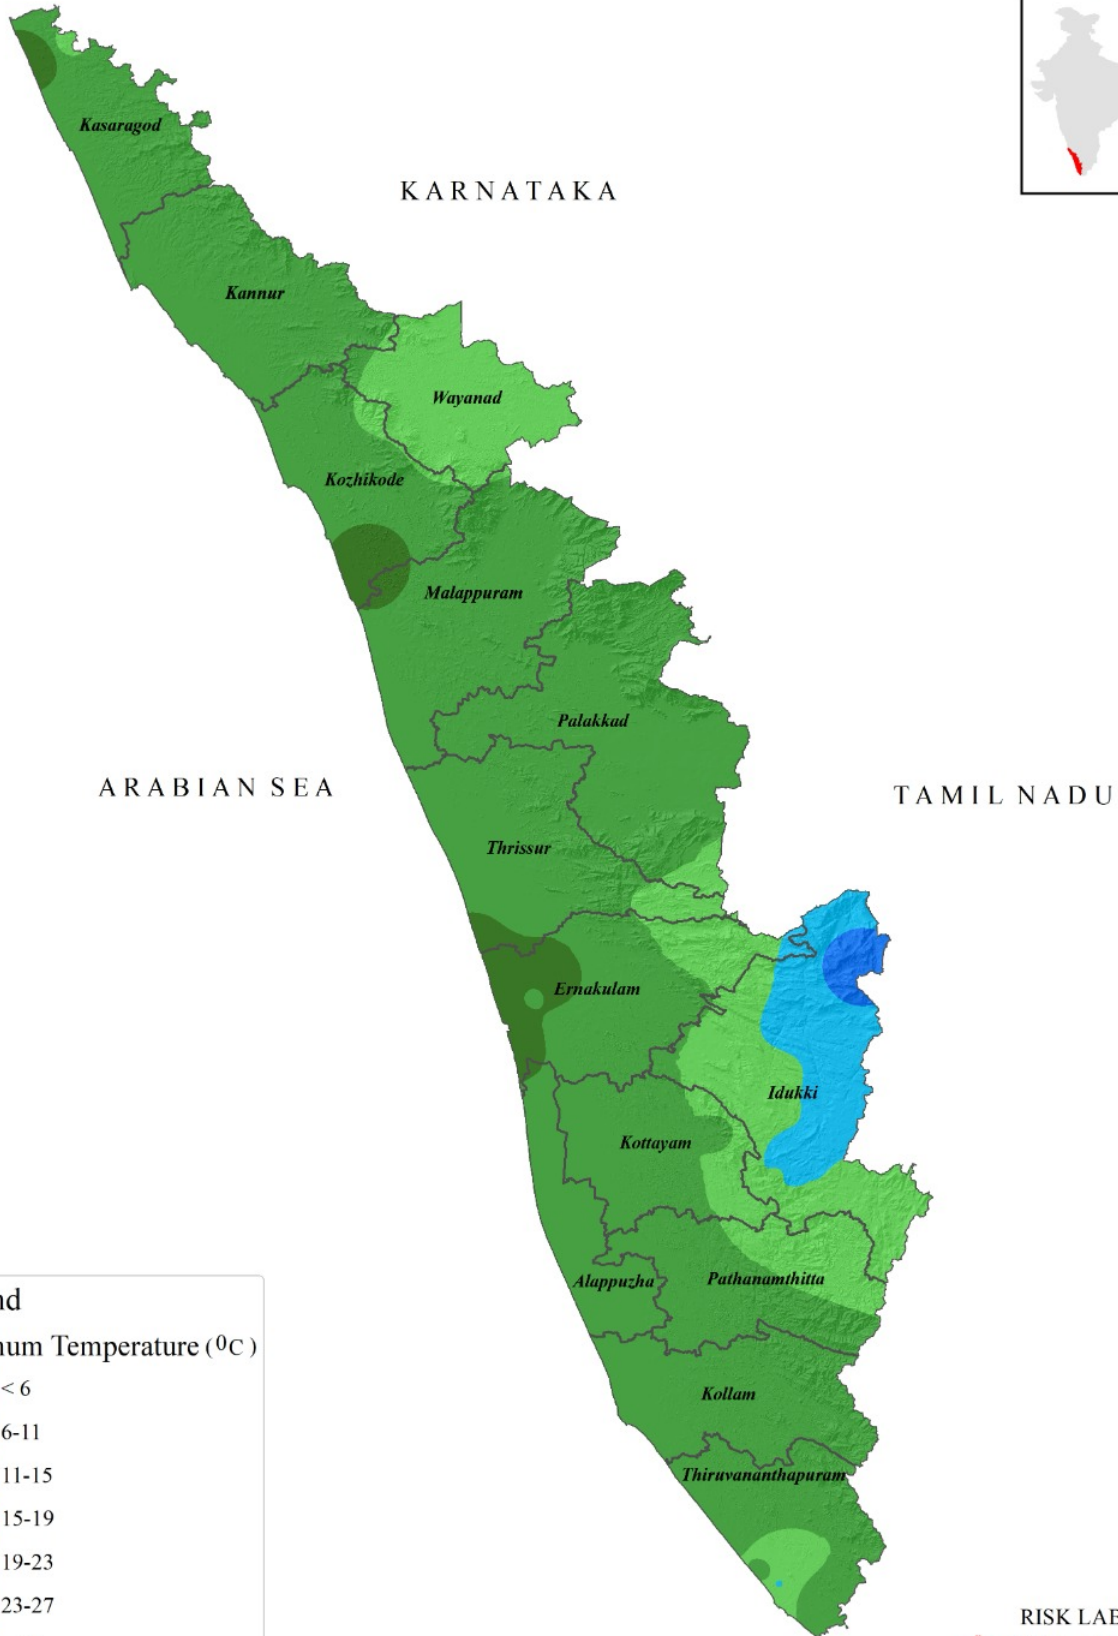 Kasaragod
KARNATAKA
Kannur
Wayanad
Kozhikode
Malappuram
Palakkad
ARABIAN SEA
TAMIL NADU
Thrissur
Ernakulam
Idukki
Kottayam
Alappuzha
Pathanamthitta
Kollam
Thiruvananthapuram
nd
num Temperature (⁰C)
< 6
6-11
11-15
15-19
19-23
23-27
RISK LAB